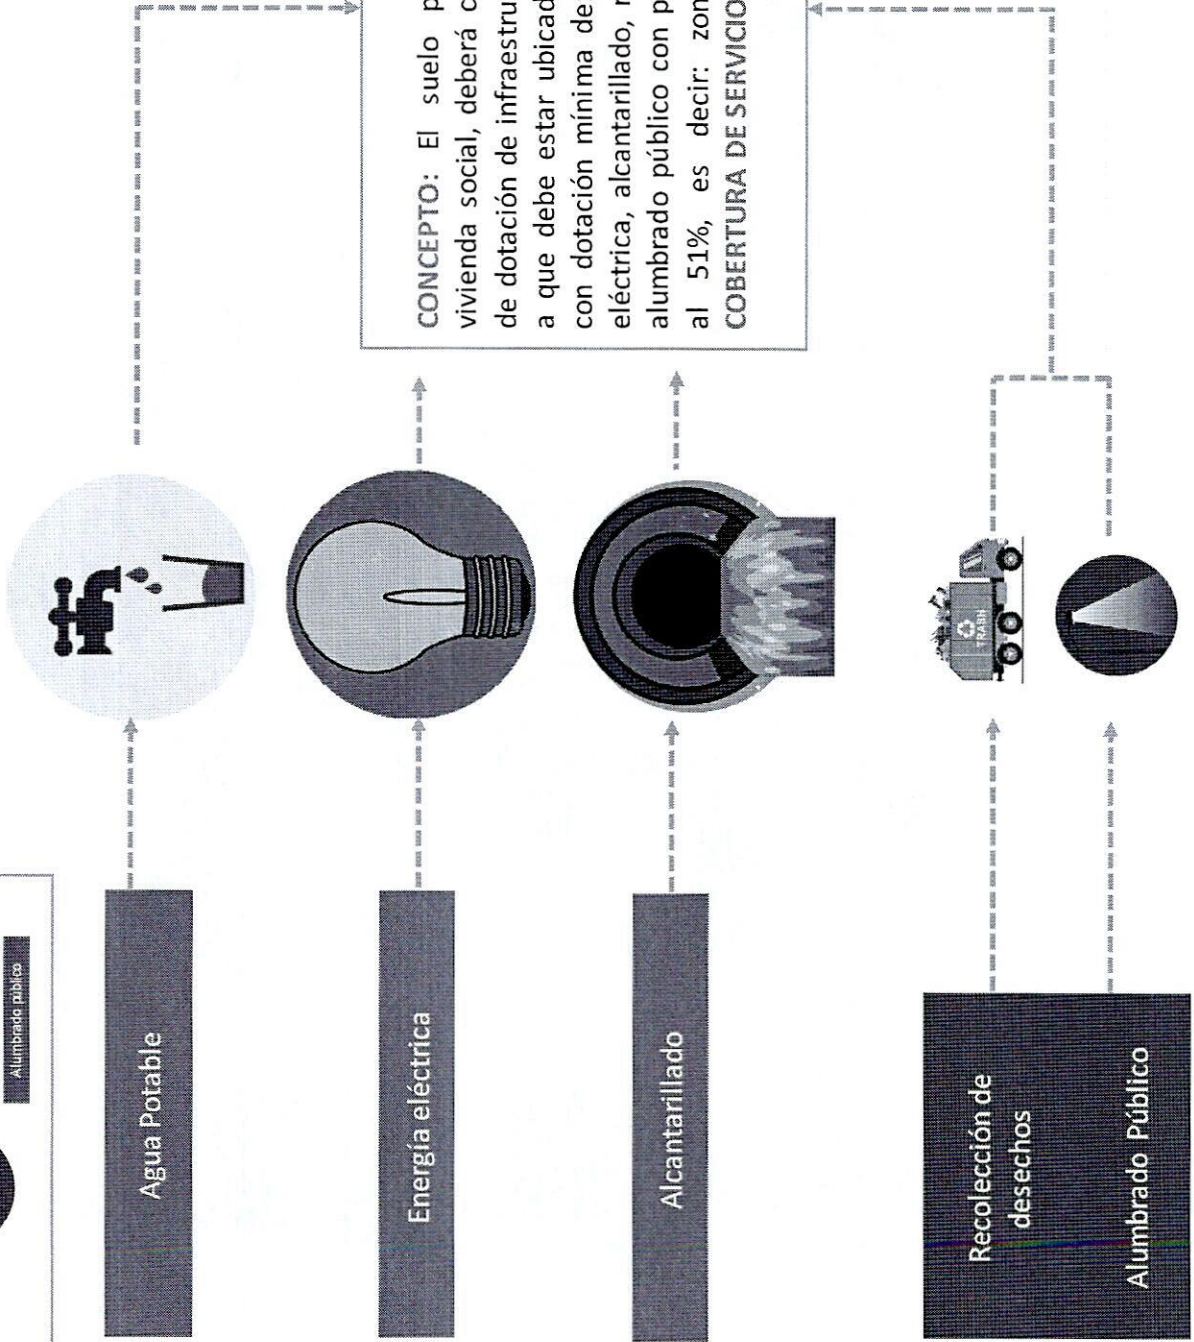 Alumbrado público
Agua Potable
Energía eléctrica
Alcantarillado
Recolección de
desechos
Alumbrado Público
TRASH
CONCEPTO: El suelo p
vivienda social, deberá c
de dotación de infraestru
a que debe estar ubicad
con dotación mínima de
eléctrica, alcantarillado, r
alumbrado público con p
al 51%, es decir: zon
COBERTURA DE SERVICIO